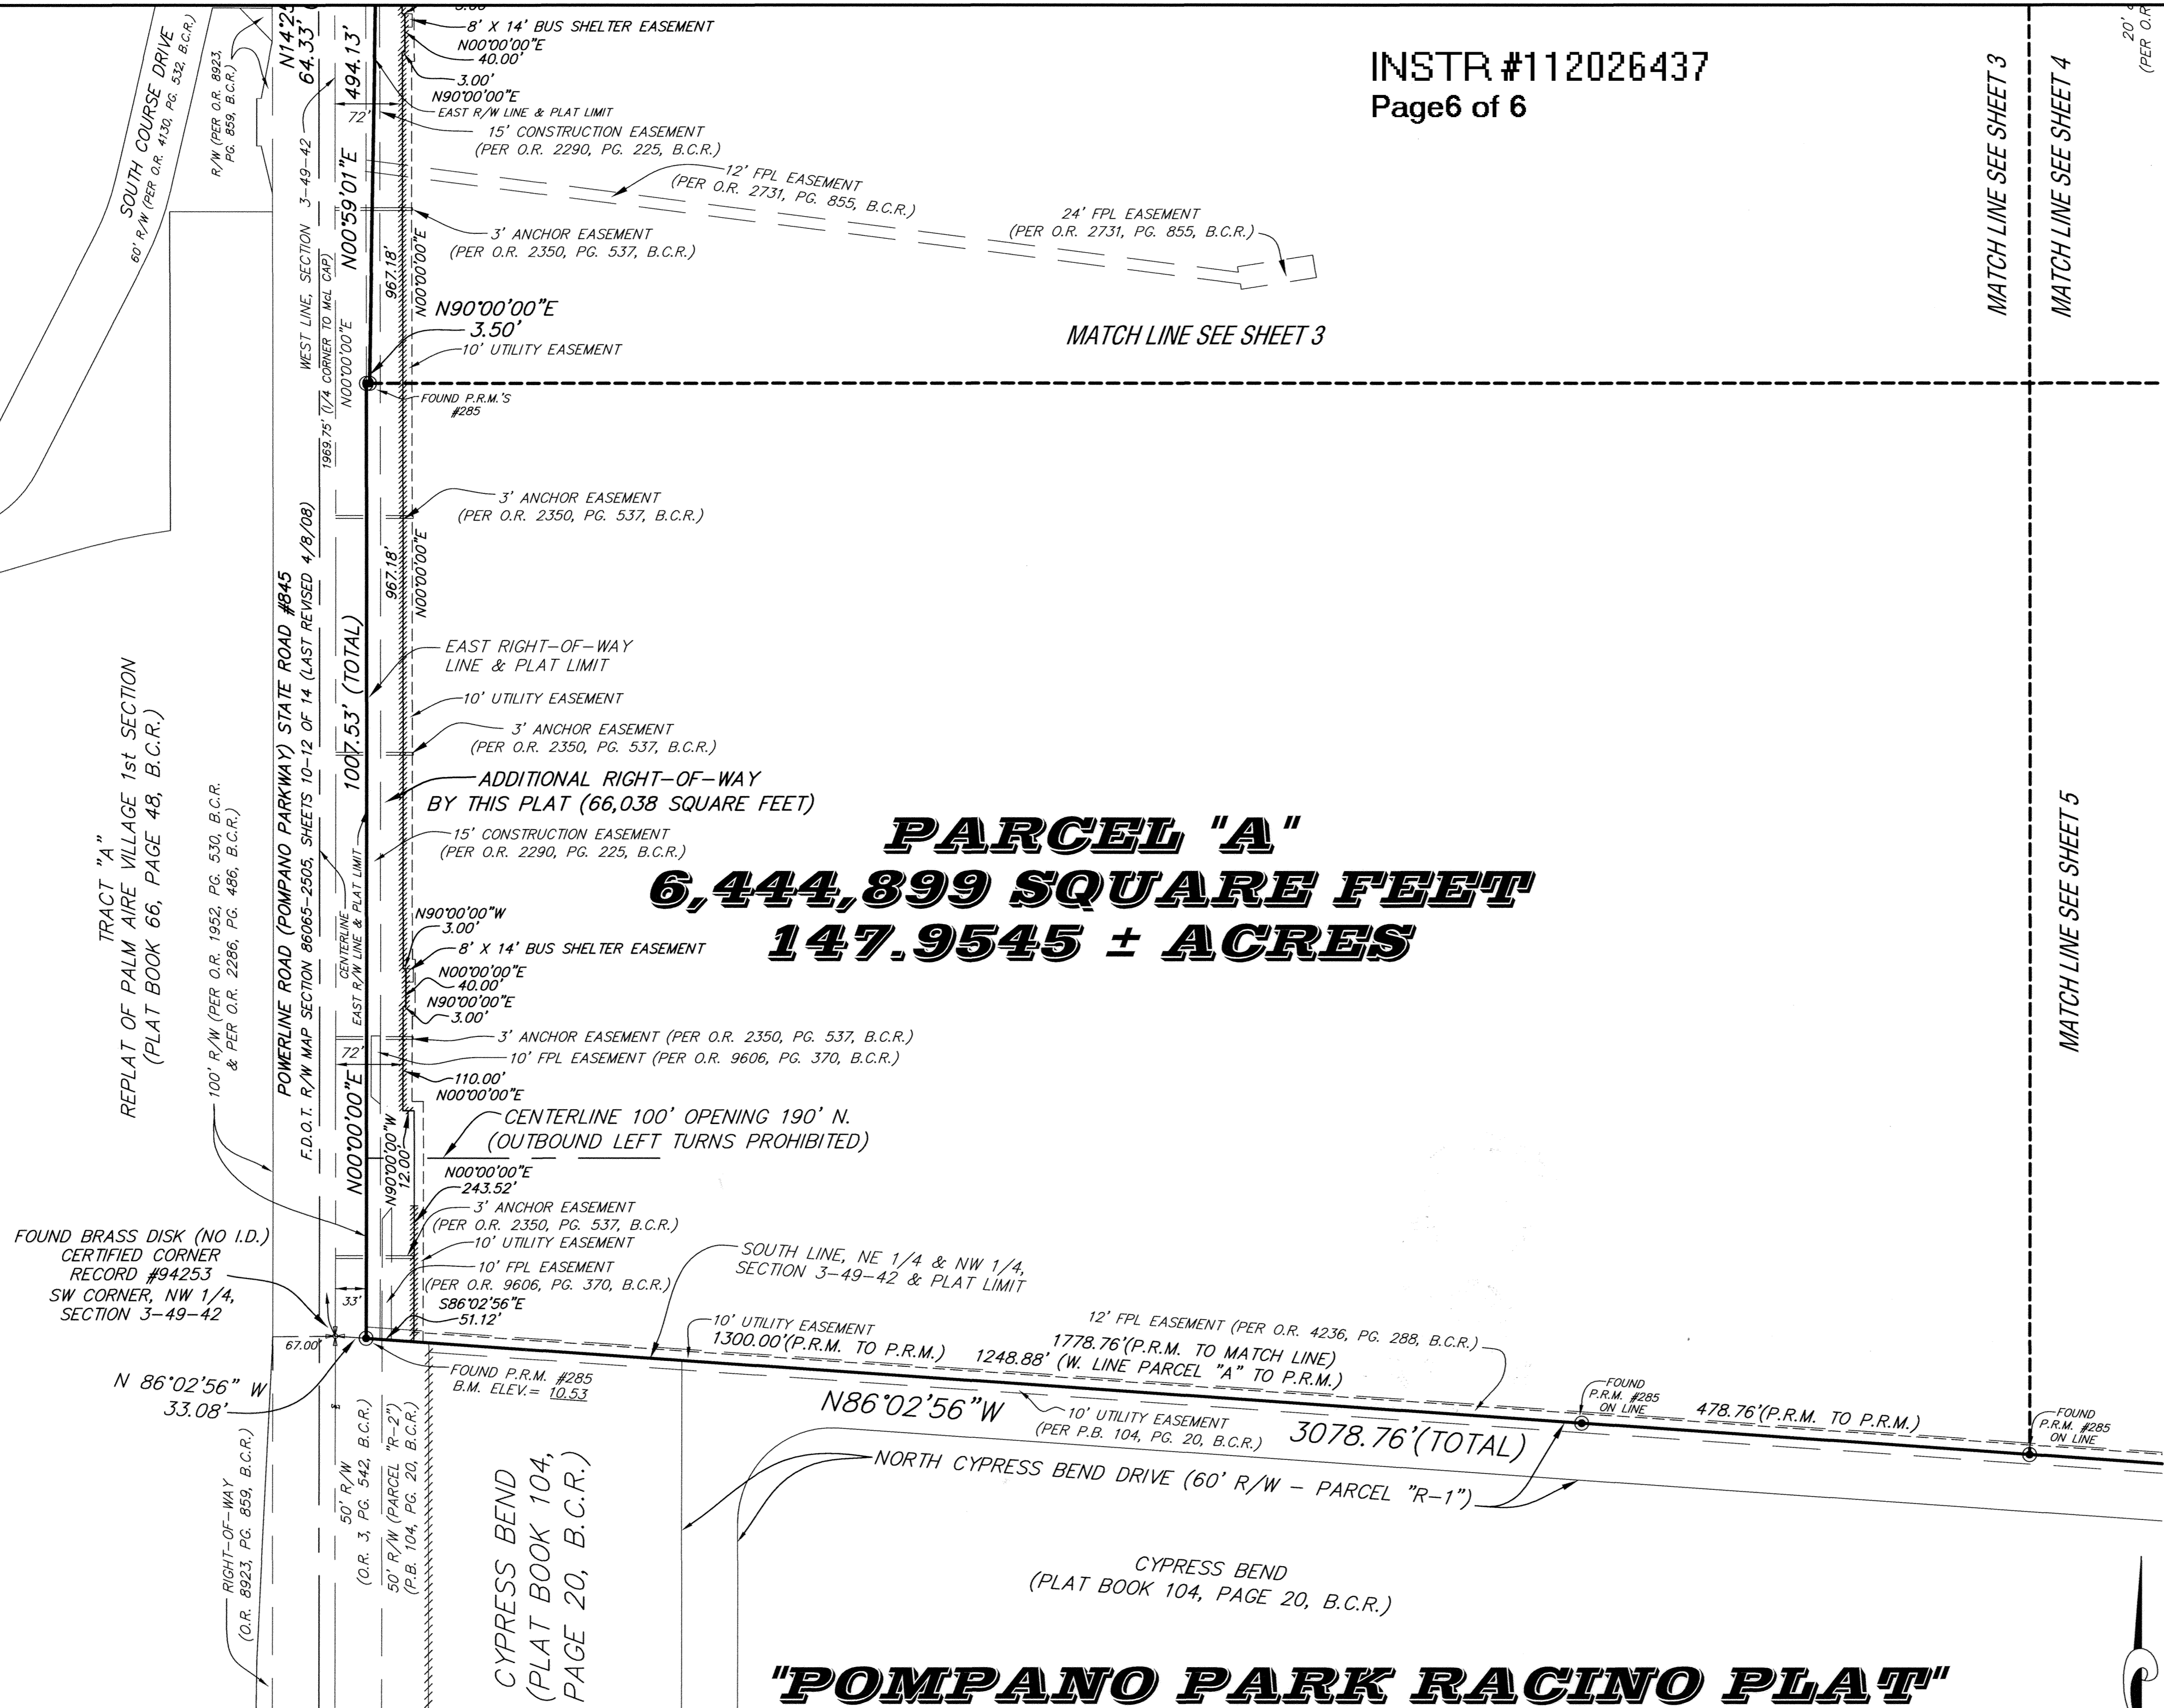 INSTR #112026437
Page6 of 6
SOUTH COURSE DRIVE
60' R/W (PER O.R. 4130, PG. 532, B.C.R.)
R/W (PER O.R. 8923,
PG. 859, B.C.R.)
64.33'
494.13'
8' X 14' BUS SHELTER EASEMENT
N00°00'00"E
40.00'
3.00'
N90°00'00"E
EAST R/W LINE & PLAT LIMIT
72'
15' CONSTRUCTION EASEMENT
(PER O.R. 2290, PG. 225, B.C.R.)
12' FPL EASEMENT
(PER O.R. 2731, PG. 855, B.C.R.)
24' FPL EASEMENT
(PER O.R. 2731, PG. 855, B.C.R.)
3' ANCHOR EASEMENT
(PER O.R. 2350, PG. 537, B.C.R.)
WEST LINE, SECTION 3-49-42
1969.75' (1/4 CORNER TO McL CAP)
N00°00'00"E
N00°59'01"E
967.18'
N00°00'00"E
N90°00'00"E
3.50'
10' UTILITY EASEMENT
MATCH LINE SEE SHEET 3
MATCH LINE SEE SHEET 3
MATCH LINE SEE SHEET 4
20'
(PER O.R.
FOUND P.R.M.'S
#285
3' ANCHOR EASEMENT
(PER O.R. 2350, PG. 537, B.C.R.)
967.18'
N00°00'00"E
EAST RIGHT-OF-WAY
LINE & PLAT LIMIT
10' UTILITY EASEMENT
3' ANCHOR EASEMENT
(PER O.R. 2350, PG. 537, B.C.R.)
1007.53' (TOTAL)
ADDITIONAL RIGHT-OF-WAY
BY THIS PLAT (66,038 SQUARE FEET)
15' CONSTRUCTION EASEMENT
(PER O.R. 2290, PG. 225, B.C.R.)
PARCEL "A"
6,444,899 SQUARE FEET
147.9545 ± ACRES
MATCH LINE SEE SHEET 5
TRACT "A"
REPLAT OF PALM AIRE VILLAGE 1st SECTION
(PLAT BOOK 66, PAGE 48, B.C.R.)
100' R/W (PER O.R. 1952, PG. 530, B.C.R.
& PER O.R. 2286, PG. 486, B.C.R.)
POWERLINE ROAD (POMPANO PARKWAY) STATE ROAD #845
F.D.O.T. R/W MAP SECTION 86065-2505, SHEETS 10-12 OF 14 (LAST REVISED 4/8/08)
CENTERLINE
EAST R/W LINE & PLAT LIMIT
N90°00'00"W
3.00'
8' X 14' BUS SHELTER EASEMENT
N00°00'00"E
40.00'
N90°00'00"E
3.00'
3' ANCHOR EASEMENT (PER O.R. 2350, PG. 537, B.C.R.)
72'
10' FPL EASEMENT (PER O.R. 9606, PG. 370, B.C.R.)
110.00'
N00°00'00"E
N00°00'00"E
CENTERLINE 100' OPENING 190' N.
(OUTBOUND LEFT TURNS PROHIBITED)
N90°00'00"W
12.00'
N00°00'00"E
243.52'
3' ANCHOR EASEMENT
(PER O.R. 2350, PG. 537, B.C.R.)
10' UTILITY EASEMENT
10' FPL EASEMENT
(PER O.R. 9606, PG. 370, B.C.R.)
S86°02'56"E
51.12'
FOUND BRASS DISK (NO I.D.)
CERTIFIED CORNER
RECORD #94253
SW CORNER, NW 1/4,
SECTION 3-49-42
33'
67.00'
SOUTH LINE, NE 1/4 & NW 1/4,
SECTION 3-49-42 & PLAT LIMIT
10' UTILITY EASEMENT
1300.00'(P.R.M. TO P.R.M.)
12' FPL EASEMENT (PER O.R. 4236, PG. 288, B.C.R.)
1778.76'(P.R.M. TO MATCH LINE)
1248.88' (W. LINE PARCEL "A" TO P.R.M.)
N 86°02'56" W
33.08'
FOUND P.R.M. #285
B.M. ELEV.= 10.53
N86°02'56"W
10' UTILITY EASEMENT
(PER P.B. 104, PG. 20, B.C.R.)
3078.76'(TOTAL)
FOUND
P.R.M. #285
ON LINE
478.76'(P.R.M. TO P.R.M.)
FOUND
P.R.M. #285
ON LINE
NORTH CYPRESS BEND DRIVE (60' R/W - PARCEL "R-1")
RIGHT-OF-WAY
(O.R. 8923, PG. 859, B.C.R.)
50' R/W
(O.R. 3, PG. 542, B.C.R.)
50' R/W (PARCEL "R-2")
(P.B. 104, PG. 20, B.C.R.)
CYPRESS BEND
(PLAT BOOK 104,
PAGE 20, B.C.R.)
CYPRESS BEND
(PLAT BOOK 104, PAGE 20, B.C.R.)
"POMPANO PARK RACINO PLAT"